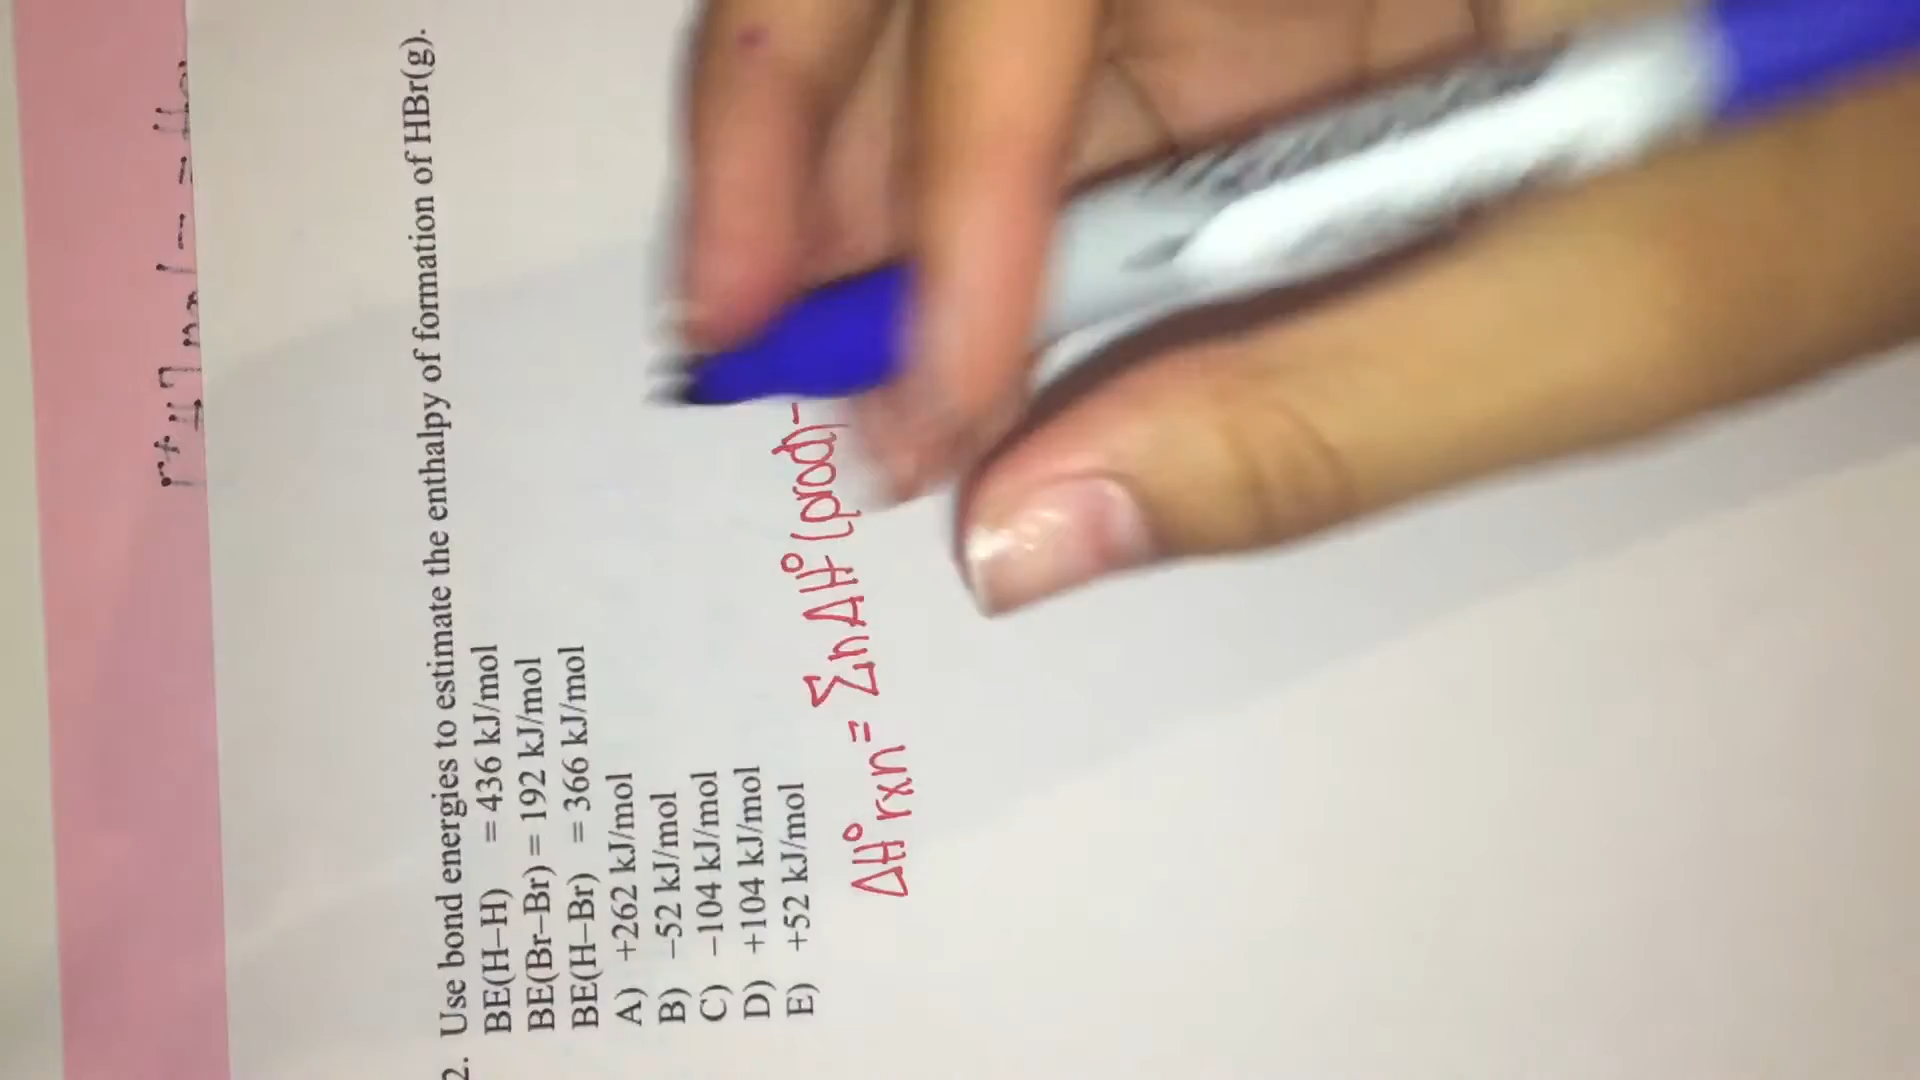 2. Use bond energies to estimate the enthalpy of formation of HBr(g).
BE(H–H) = 436 kJ/mol
BE(Br–Br) = 192 kJ/mol
BE(H–Br) = 366 kJ/mol
A) +262 kJ/mol
B) –52 kJ/mol
C) –104 kJ/mol
D) +104 kJ/mol
E) +52 kJ/mol
ΔH° rxn = ΣnΔH° (prod) –